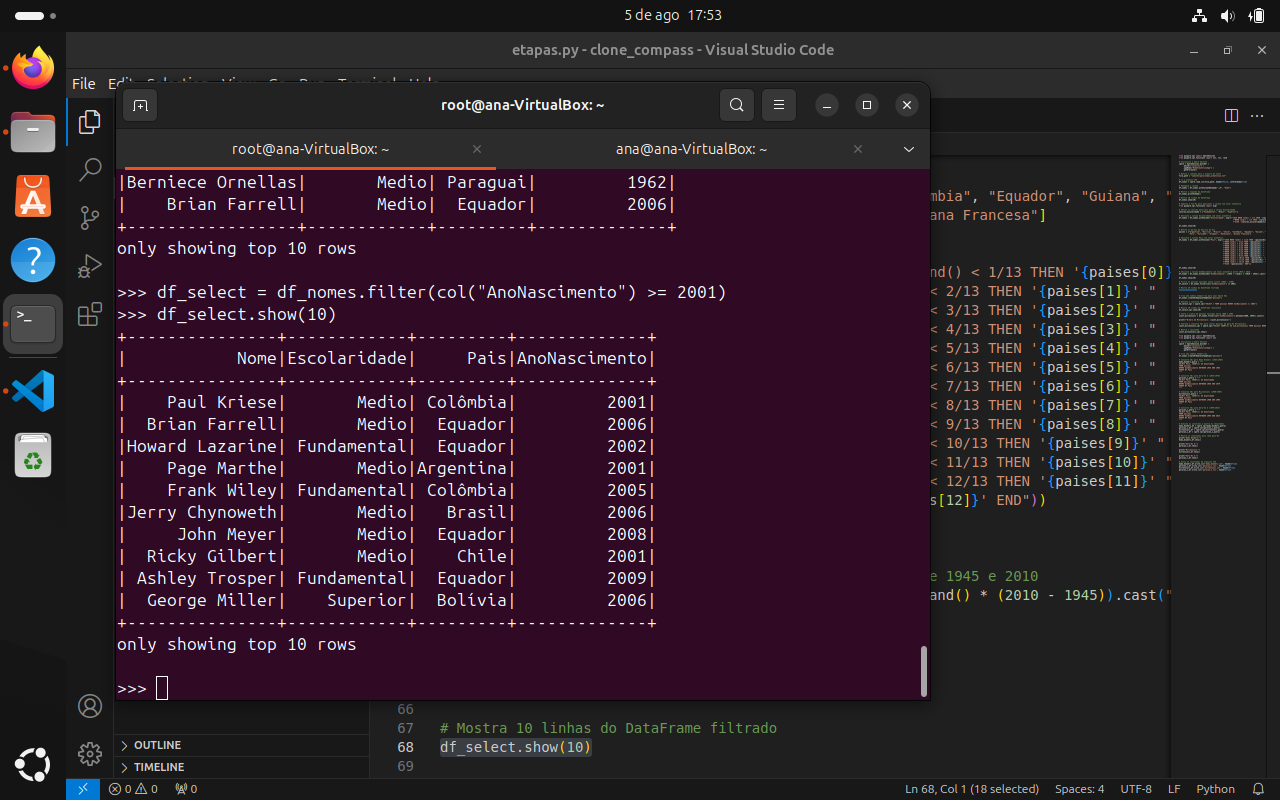 5 de ago 17:53
etapas.py - clone_compass - Visual Studio Code
File
root@ana-VirtualBox: ~
root@ana-VirtualBox: ~
ana@ana-VirtualBox: ~
|Berniece Ornellas|       Medio| Paraguai|         1962|
|    Brian Farrell|       Medio|  Equador|         2006|
+-----------------+------------+---------+-------------+
only showing top 10 rows
>>> df_select = df_nomes.filter(col("AnoNascimento") >= 2001)
>>> df_select.show(10)
+---------------+------------+---------+-------------+
|           Nome|Escolaridade|     Pais|AnoNascimento|
+---------------+------------+---------+-------------+
|    Paul Kriese|       Medio| Colômbia|         2001|
|  Brian Farrell|       Medio|  Equador|         2006|
|Howard Lazarine| Fundamental|  Equador|         2002|
|    Page Marthe|       Medio|Argentina|         2001|
|    Frank Wiley| Fundamental| Colômbia|         2005|
|Jerry Chynoweth|       Medio|   Brasil|         2006|
|     John Meyer|       Medio|  Equador|         2008|
|  Ricky Gilbert|       Medio|    Chile|         2001|
| Ashley Trosper| Fundamental|  Equador|         2009|
|  George Miller|    Superior|  Bolivia|         2006|
+---------------+------------+---------+-------------+
only showing top 10 rows
>>>
mbia", "Equador", "Guiana", "
ana Francesa"]
nd() < 1/13 THEN '{paises[0]}
< 2/13 THEN '{paises[1]}' "
< 3/13 THEN '{paises[2]}' "
< 4/13 THEN '{paises[3]}' "
< 5/13 THEN '{paises[4]}' "
< 6/13 THEN '{paises[5]}' "
< 7/13 THEN '{paises[6]}' "
< 8/13 THEN '{paises[7]}' "
< 9/13 THEN '{paises[8]}' "
< 10/13 THEN '{paises[9]}' "
< 11/13 THEN '{paises[10]}' "
< 12/13 THEN '{paises[11]}' "
s[12]}' END"))
e 1945 e 2010
and() * (2010 - 1945)).cast("
66
67 # Mostra 10 linhas do DataFrame filtrado
68 df_select.show(10)
69
OUTLINE
TIMELINE
0 0 0
Ln 68, Col 1 (18 selected) Spaces: 4 UTF-8 LF Python